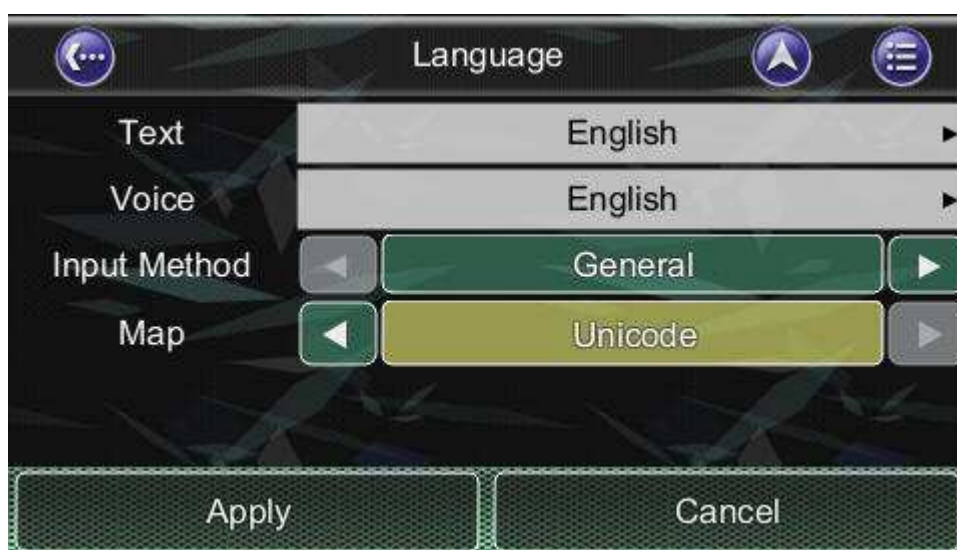 Language
Text English
Voice English
Input Method General
Map Unicode
Apply Cancel